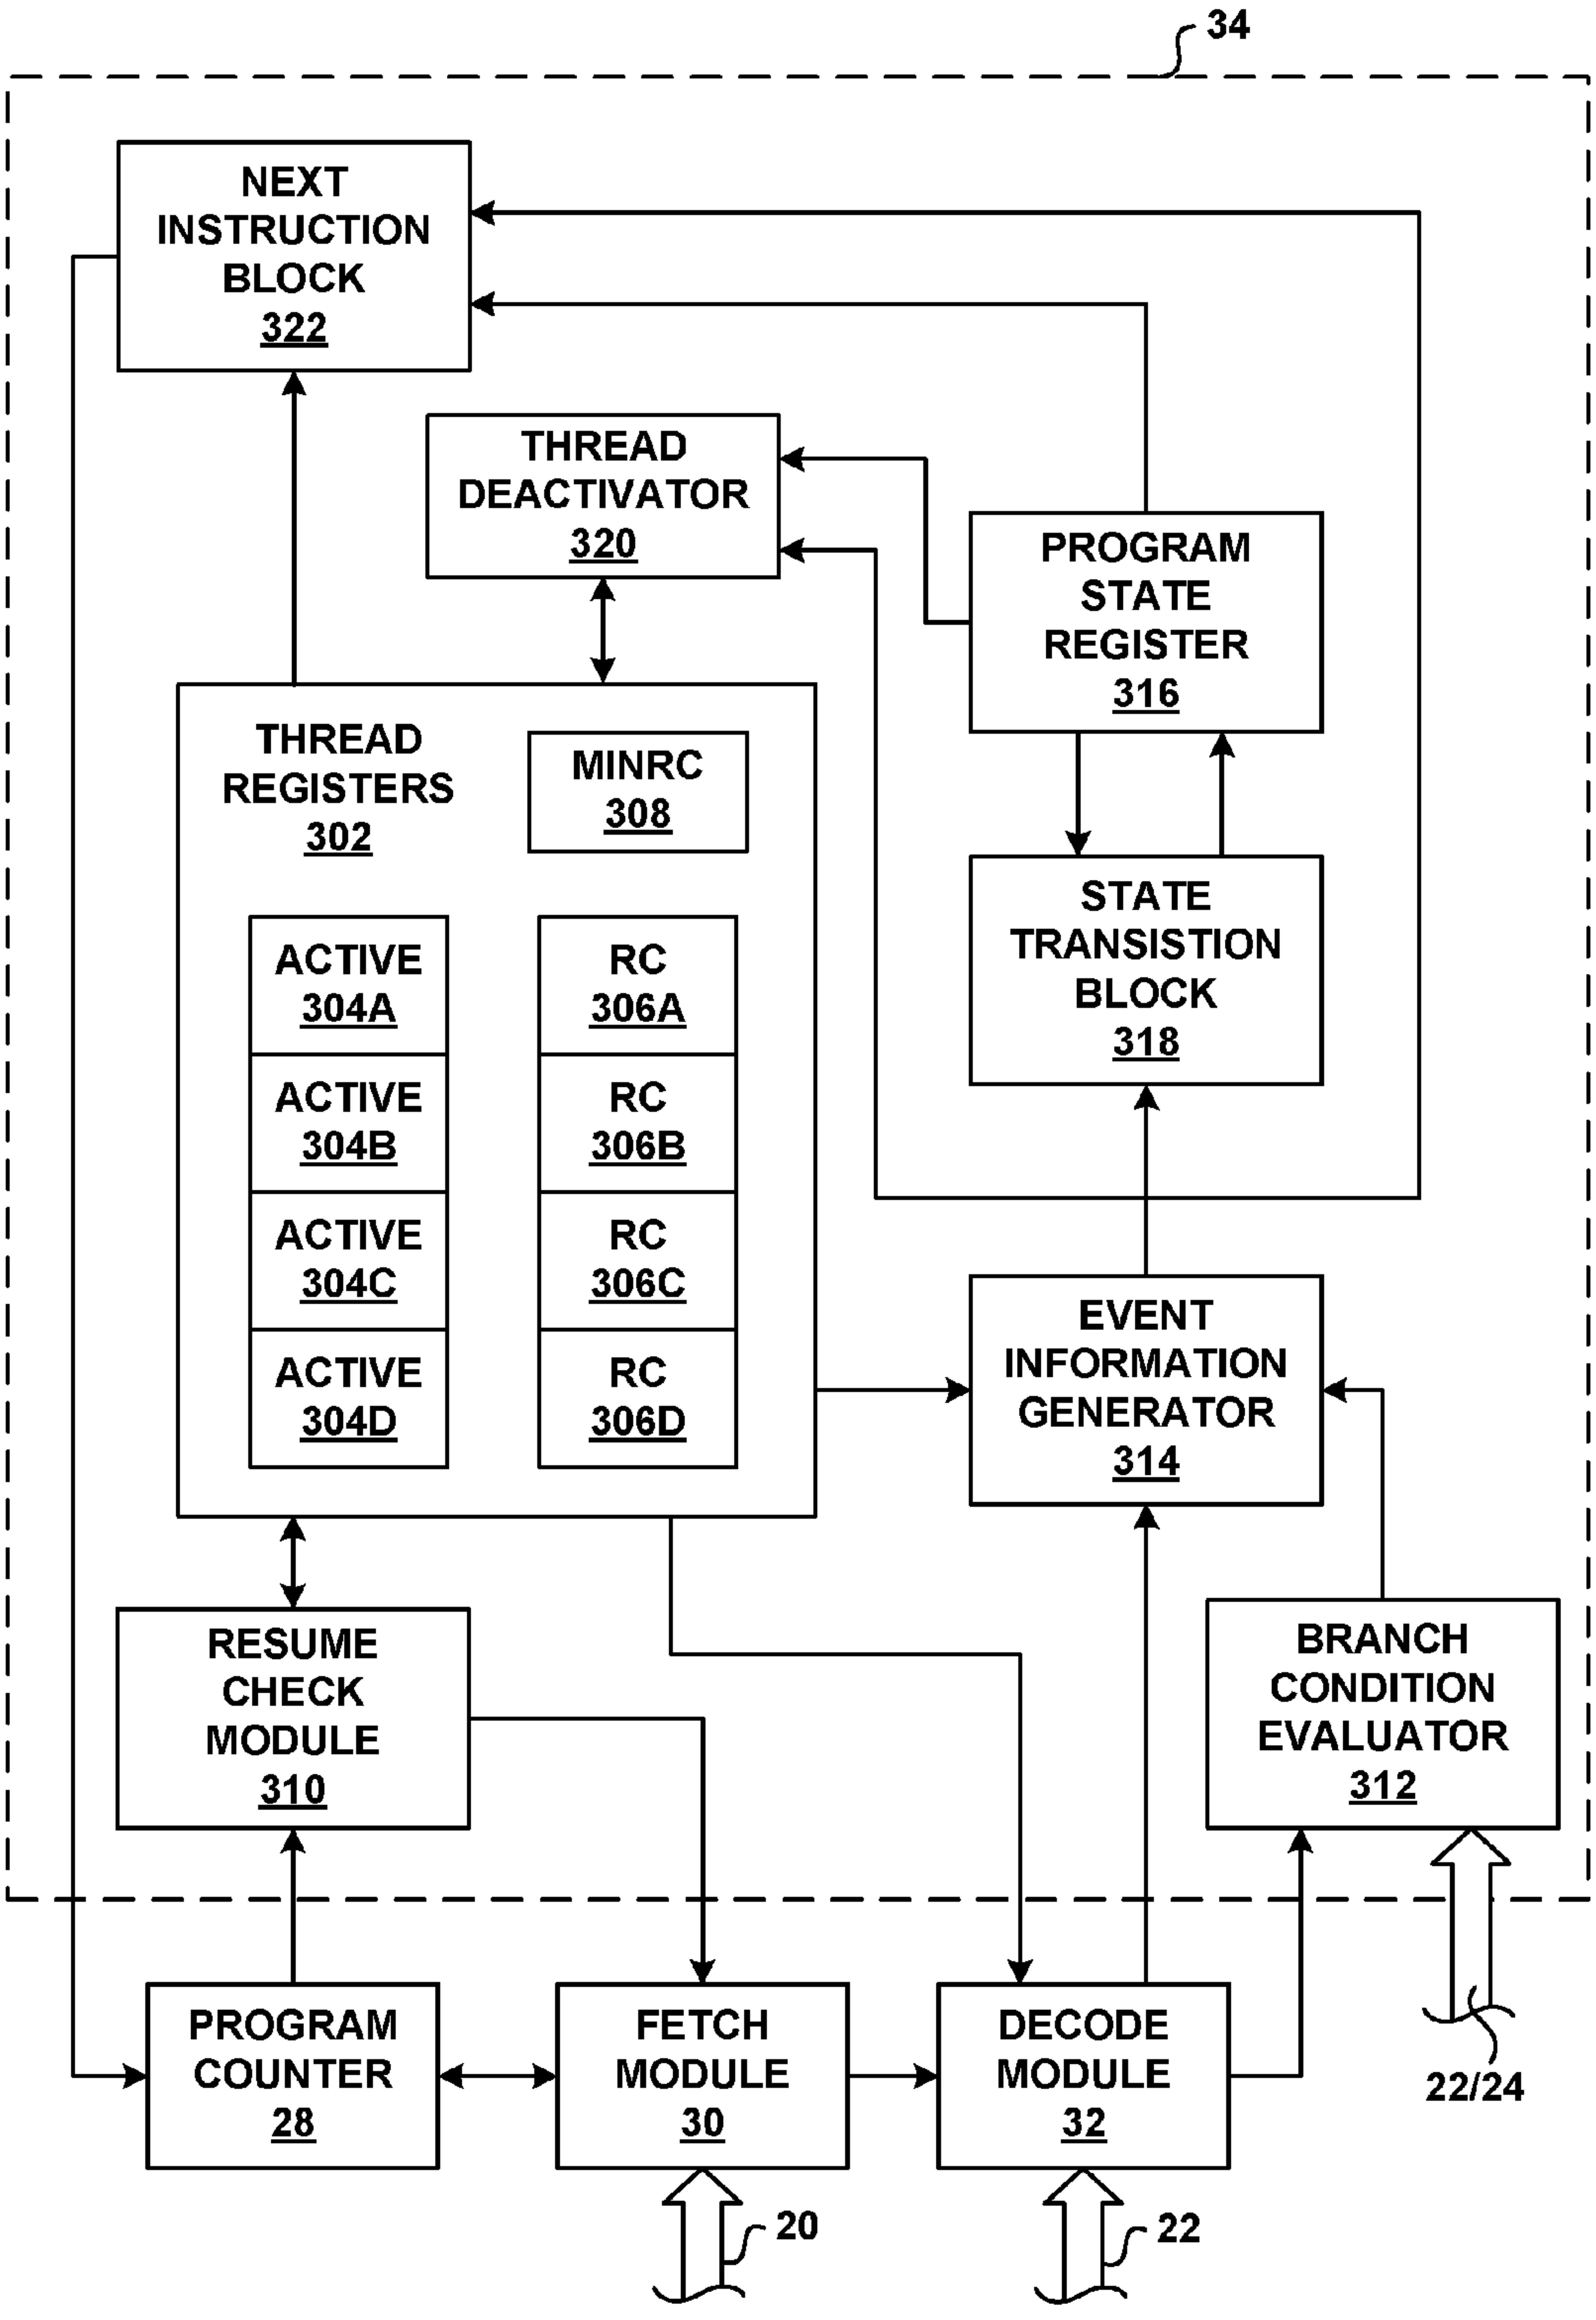 34
NEXT
INSTRUCTION
BLOCK
322
THREAD
DEACTIVATOR
320
PROGRAM
STATE
REGISTER
316
THREAD
REGISTERS
302
MINRC
308
STATE
TRANSISTION
BLOCK
318
ACTIVE
304A
ACTIVE
304B
ACTIVE
304C
ACTIVE
304D
RC
306A
RC
306B
RC
306C
RC
306D
EVENT
INFORMATION
GENERATOR
314
RESUME
CHECK
MODULE
310
BRANCH
CONDITION
EVALUATOR
312
PROGRAM
COUNTER
28
FETCH
MODULE
30
DECODE
MODULE
32
22/24
20
22